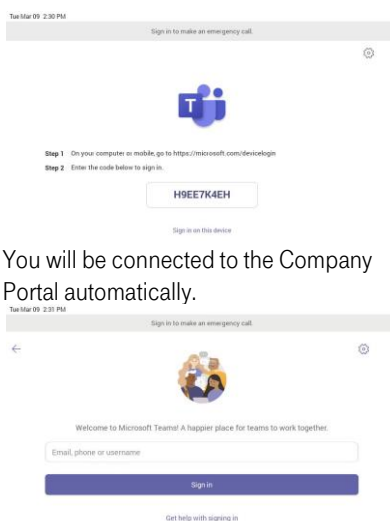 Tue Mar 09 2:30 PM
Sign in to make an emergency call.
T
Step 1 On your computer or mobile, go to https://microsoft.com/devicelogin
Step 2 Enter the code below to sign in.
H9EE7K4EH
Sign in on this device
You will be connected to the Company
Portal automatically.
Tue Mar 09 2:31 PM
Sign in to make an emergency call.
Welcome to Microsoft Teams! A happier place for teams to work together.
Email, phone or username
Sign in
Get help with signing in